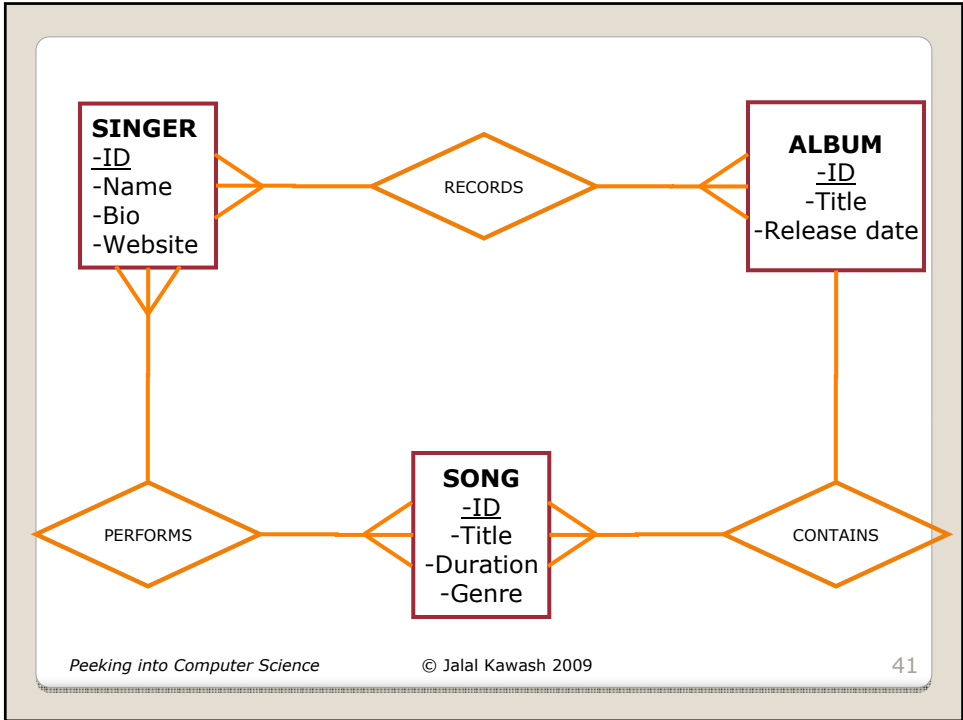 SINGER
-ID
-Name
-Bio
-Website
RECORDS
ALBUM
-ID
-Title
-Release date
PERFORMS
SONG
-ID
-Title
-Duration
-Genre
CONTAINS
Peeking into Computer Science
© Jalal Kawash 2009
41